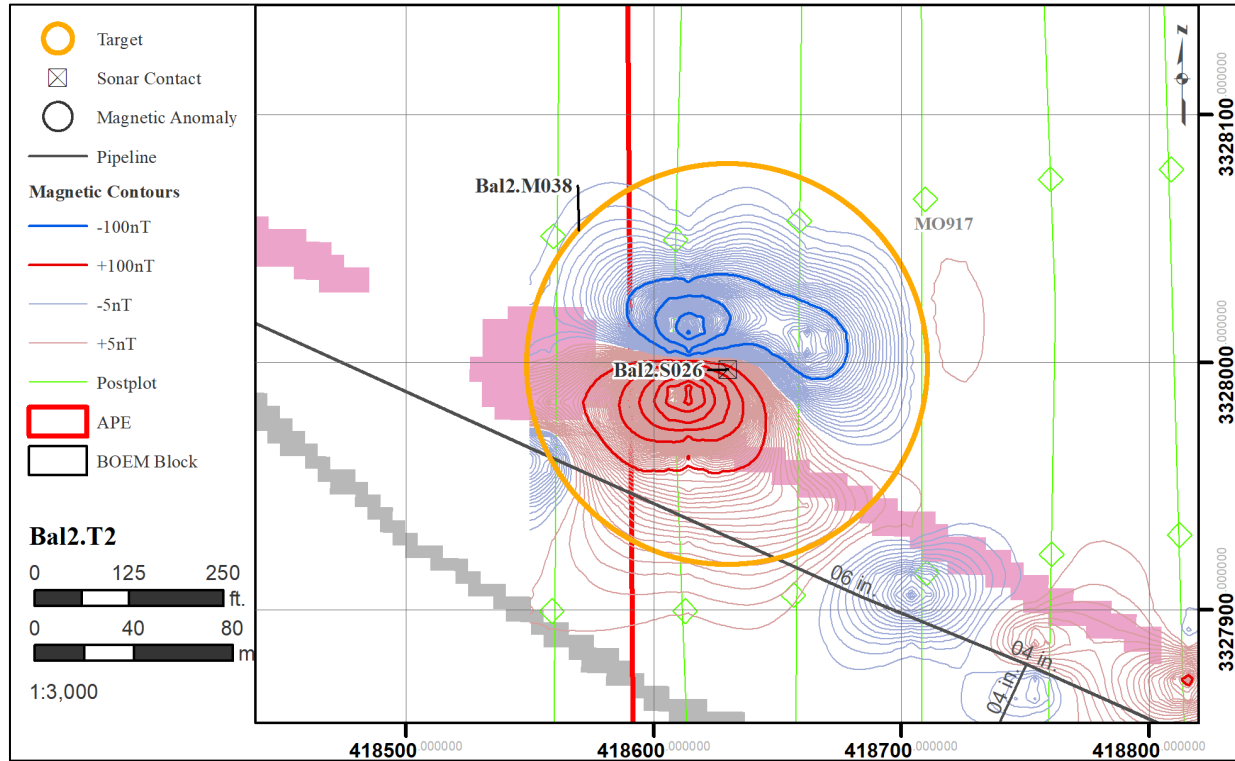 Target
Sonar Contact
Magnetic Anomaly
Pipeline
Magnetic Contours
-100nT
+100nT
-5nT
+5nT
Postplot
APE
BOEM Block
Bal2.T2
0 125 250
ft.
0 40 80
m
1:3,000
Bal2.M038
MO917
Bal2.S026
06 in.
04 in.
04 in.
z
3328100.000000
3328000.000000
3327900.000000
418500.000000
418600.000000
418700.000000
418800.000000